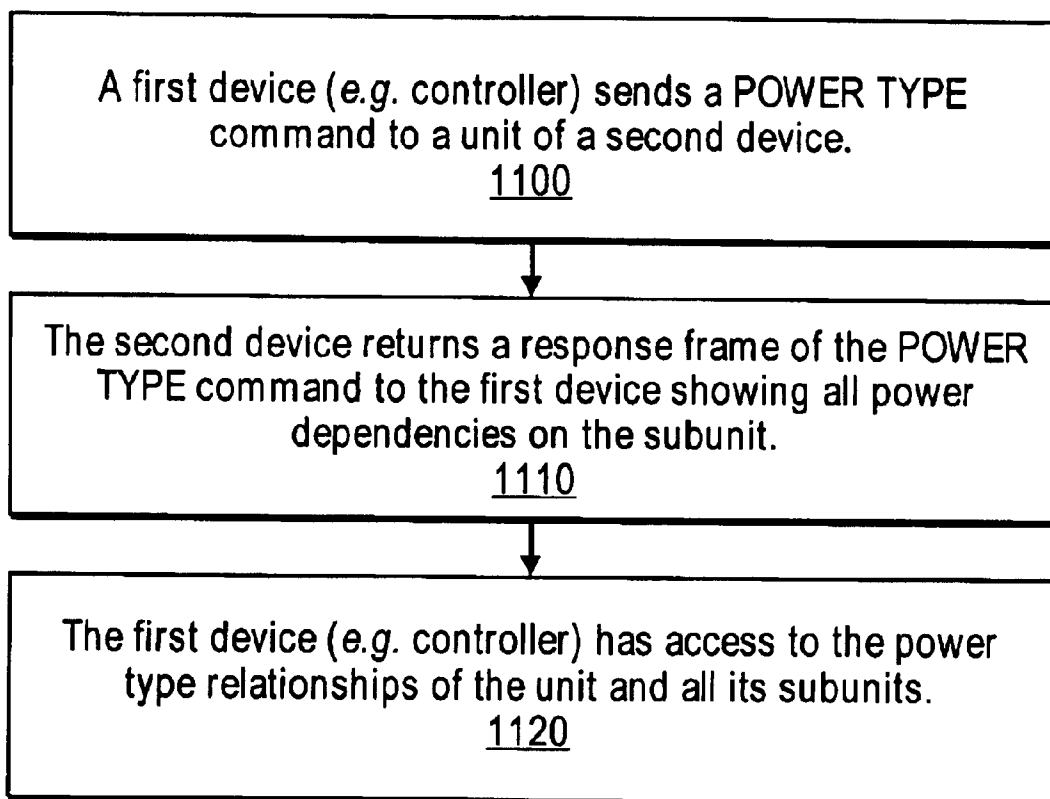 A first device (e.g. controller) sends a POWER TYPE
command to a unit of a second device.
1100
The second device returns a response frame of the POWER
TYPE command to the first device showing all power
dependencies on the subunit.
1110
The first device (e.g. controller) has access to the power
type relationships of the unit and all its subunits.
1120